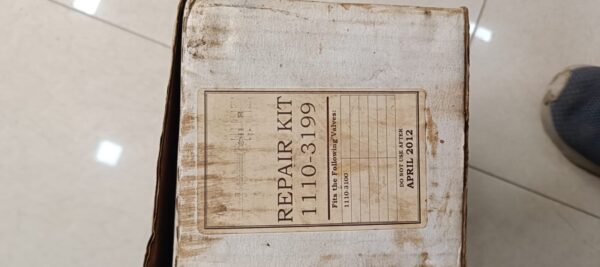 REPAIR KIT
1110-3199
Fits the Following Valves:
1110-3100
DO NOT USE AFTER
APRIL 2012